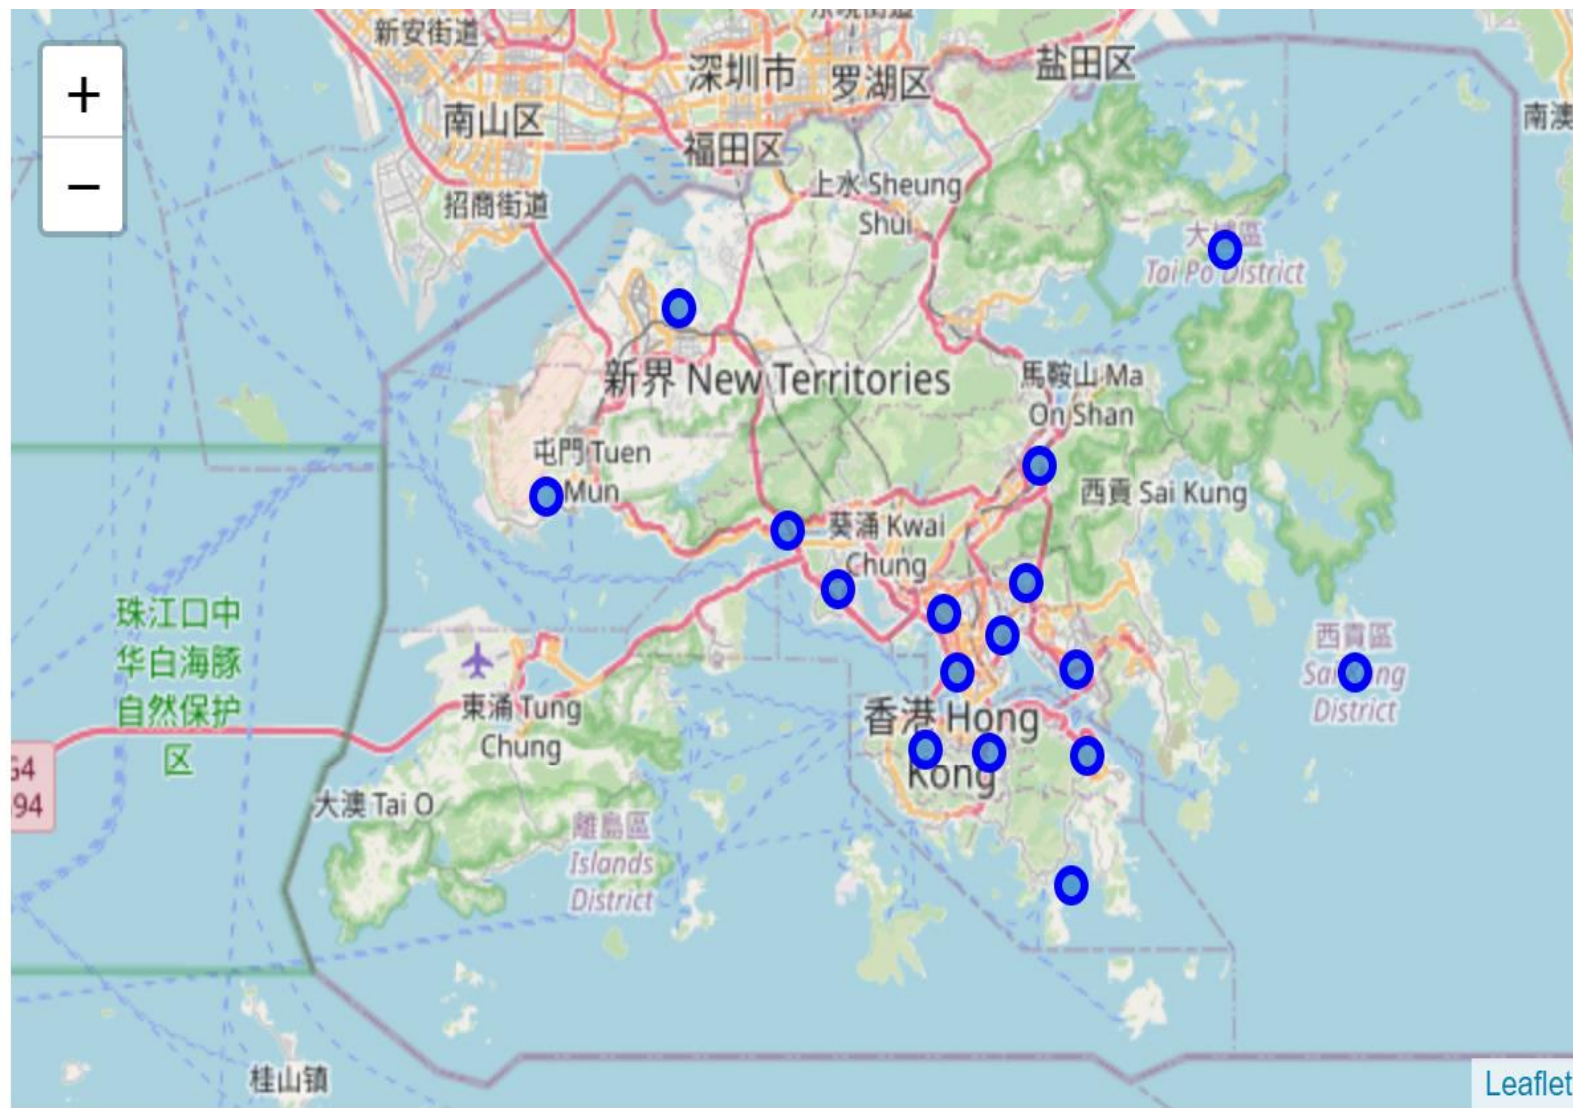 +
−
新安街道
深圳市
罗湖区
盐田区
南山区
福田区
南澳
招商街道
上水 Sheung
Shui
大埔區
Tai Po District
新界 New Territories
馬鞍山 Ma
On Shan
屯門 Tuen
Mun
西貢 Sai Kung
葵涌 Kwai
Chung
珠江口中
华白海豚
自然保护
区
西貢區
District
東涌 Tung
Chung
香港 Hong
Kong
94
大澳 Tai O
離島區
Islands
District
桂山镇
Leaflet